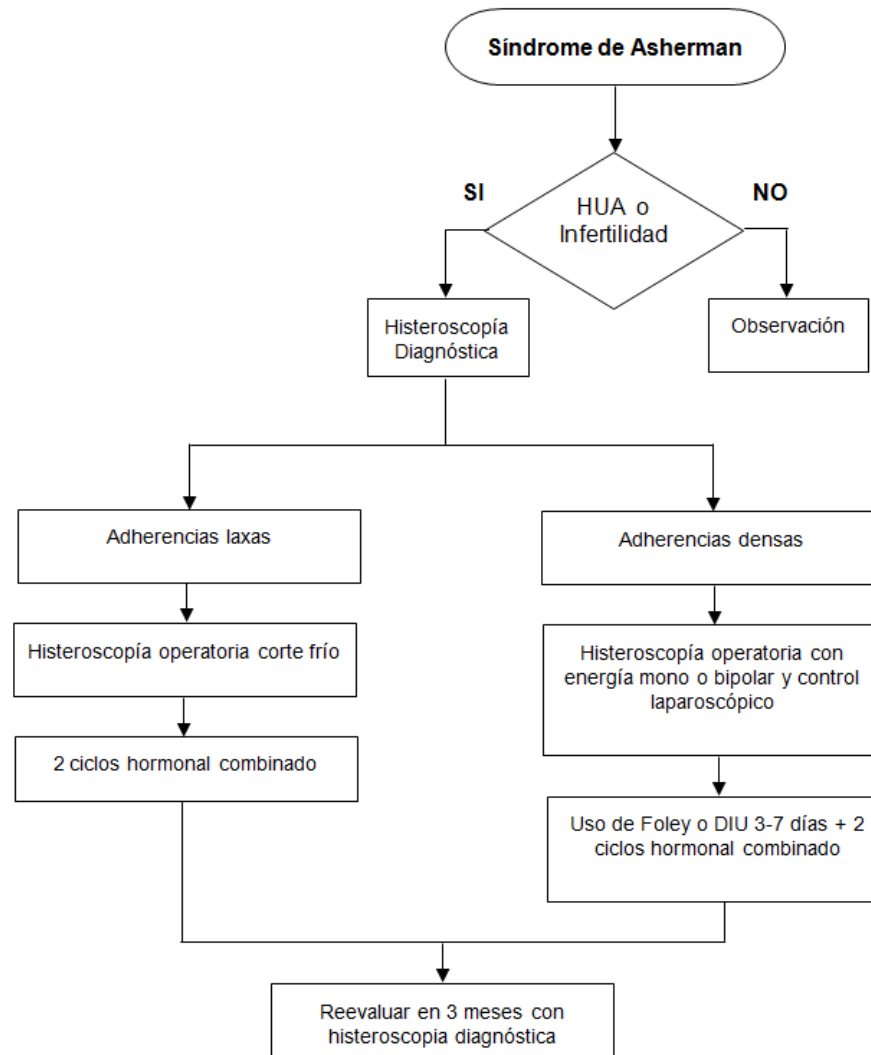 Síndrome de Asherman
SI
NO
HUA o
Infertilidad
Histeroscopía
Diagnóstica
Observación
Adherencias laxas
Adherencias densas
Histeroscopía operatoria corte frío
Histeroscopía operatoria con
energía mono o bipolar y control
laparoscópico
2 ciclos hormonal combinado
Uso de Foley o DIU 3-7 días + 2
ciclos hormonal combinado
Reevaluar en 3 meses con
histeroscopia diagnóstica